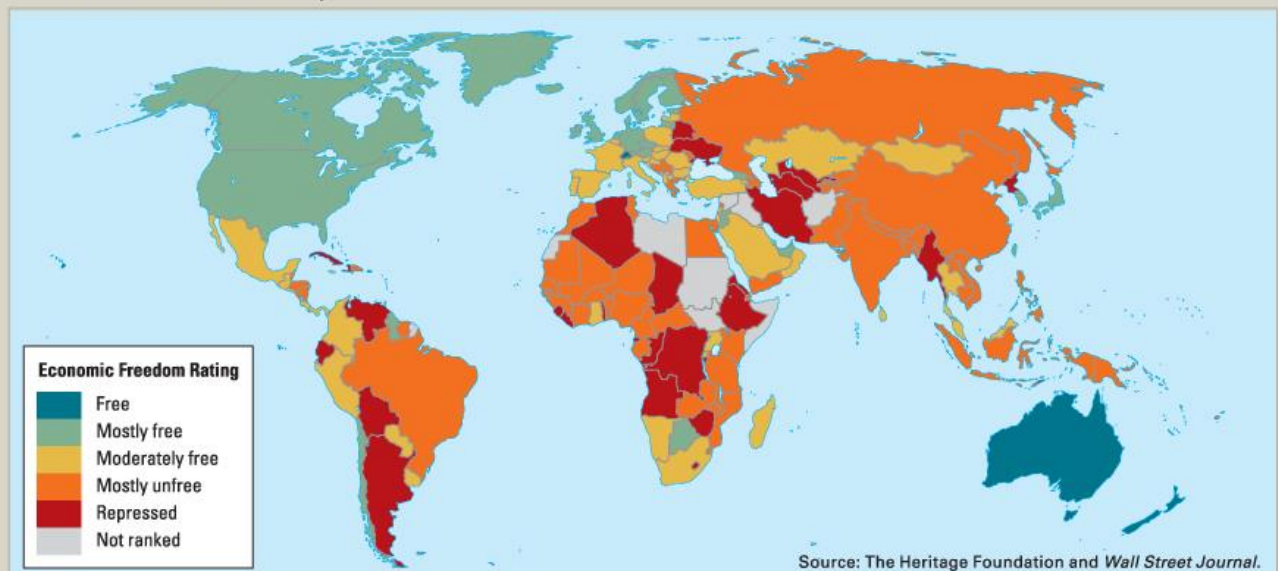 Economic Freedom Rating
Free
Mostly free
Moderately free
Mostly unfree
Repressed
Not ranked
Source: The Heritage Foundation and Wall Street Journal.